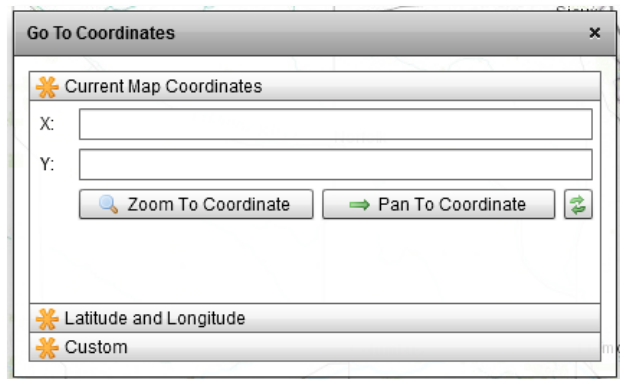 Go To Coordinates
Current Map Coordinates
X:
Y:
Zoom To Coordinate Pan To Coordinate
Latitude and Longitude
Custom